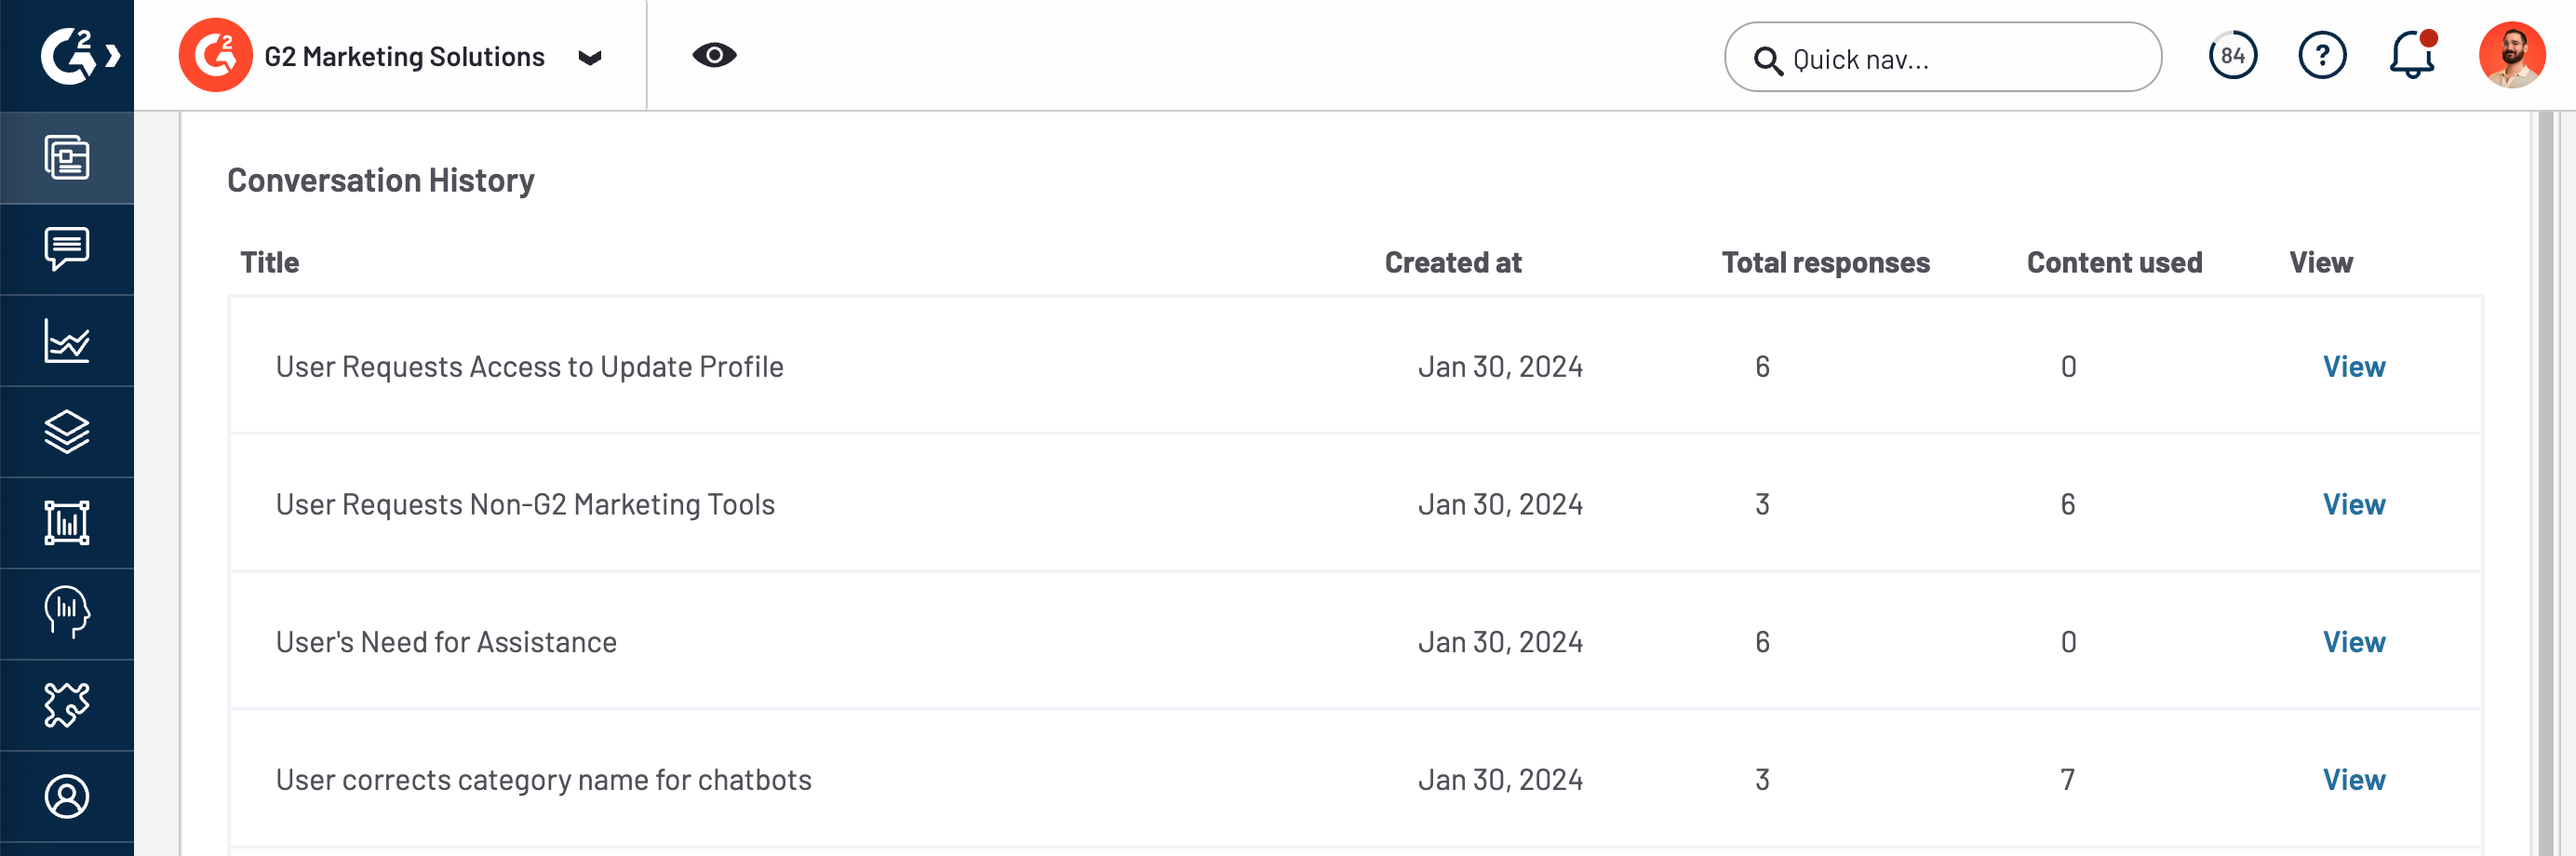 G2 Marketing Solutions
Quick nav...
84
?
Conversation History
Title Created at Total responses Content used View
User Requests Access to Update Profile Jan 30, 2024 6 0 View
User Requests Non-G2 Marketing Tools Jan 30, 2024 3 6 View
User's Need for Assistance Jan 30, 2024 6 0 View
User corrects category name for chatbots Jan 30, 2024 3 7 View